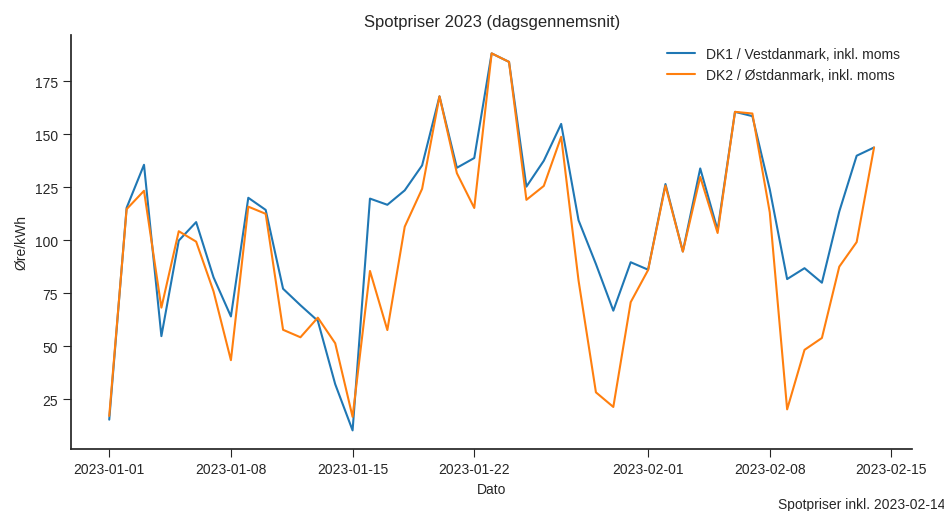 Spotpriser 2023 (dagsgennemsnit)
DK1 / Vestdanmark, inkl. moms
DK2 / Østdanmark, inkl. moms
175
150
125
100
75
50
25
Øre/kWh
2023-01-01
2023-01-08
2023-01-15
2023-01-22
2023-02-01
2023-02-08
2023-02-15
Dato
Spotpriser inkl. 2023-02-14